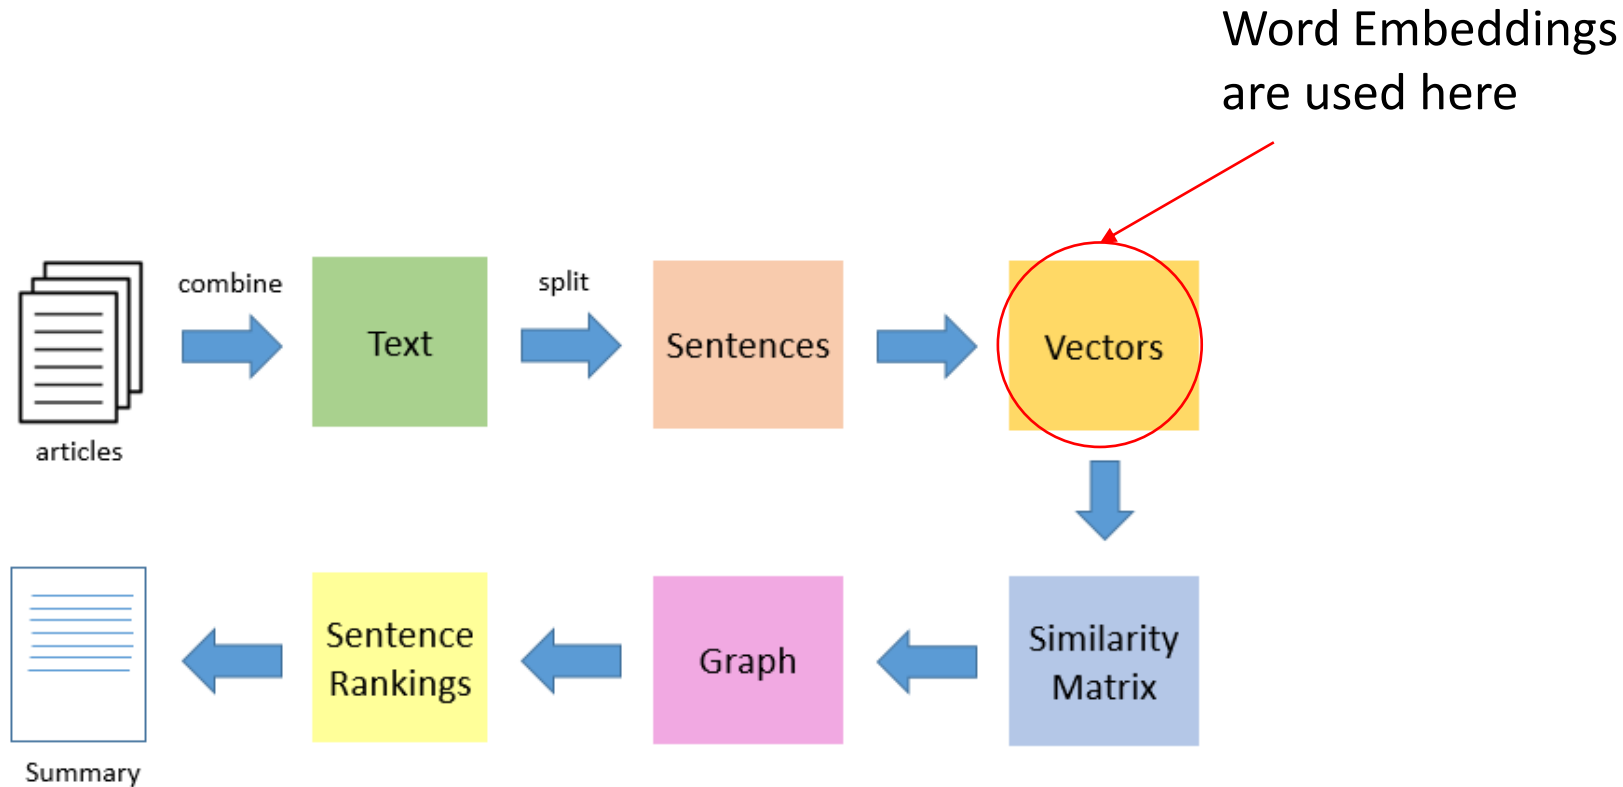 Word Embeddings
are used here
combine
split
Text
Sentences
Vectors
articles
Sentence
Rankings
Graph
Similarity
Matrix
Summary